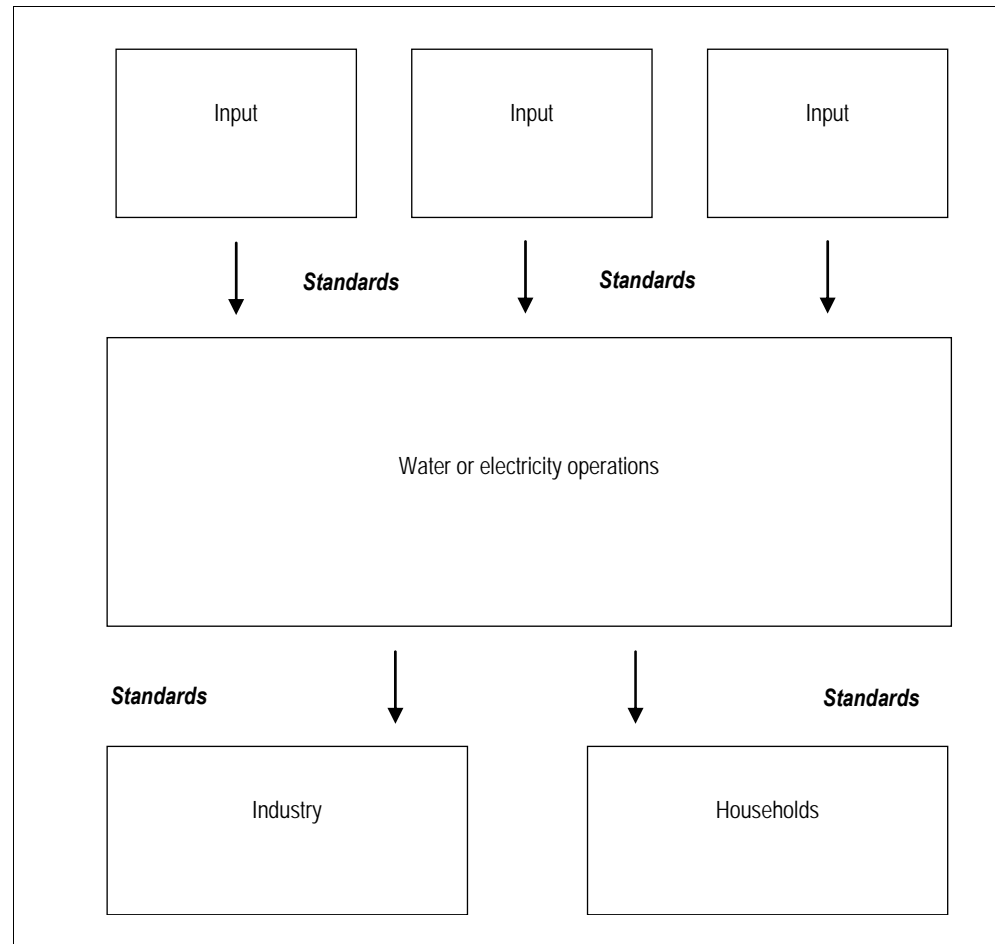 Input
Input
Input
Standards
Standards
Water or electricity operations
Standards
Standards
Industry
Households